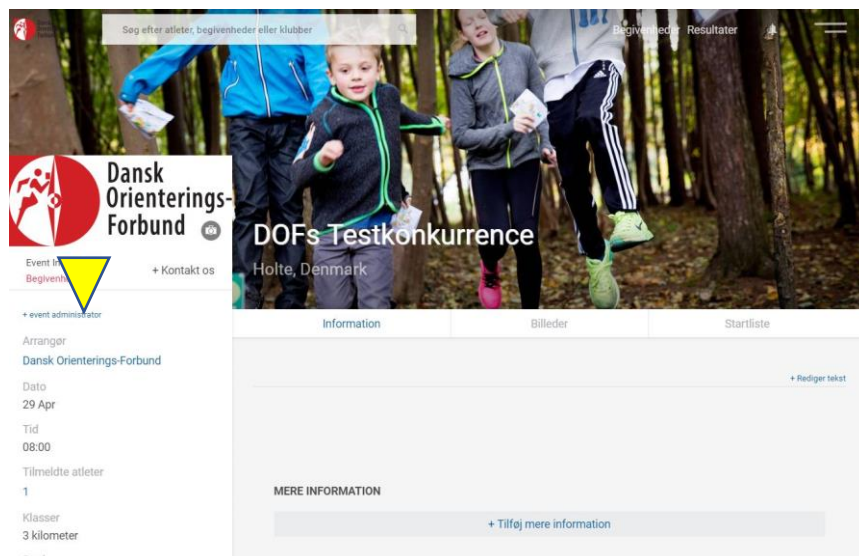 Søg efter atleter, begivenheder eller klubber
Begivenheder Resultater
Dansk
Orienterings-
Forbund
DOFs Testkonkurrence
Holte, Denmark
Event
+ Kontakt os
Information
Billeder
Startliste
+ event administrator
Arrangør
Dansk Orienterings-Forbund
Dato
29 Apr
Tid
08:00
Tilmeldte atleter
1
Klasser
3 kilometer
+ Rediger tekst
MERE INFORMATION
+ Tilføj mere information